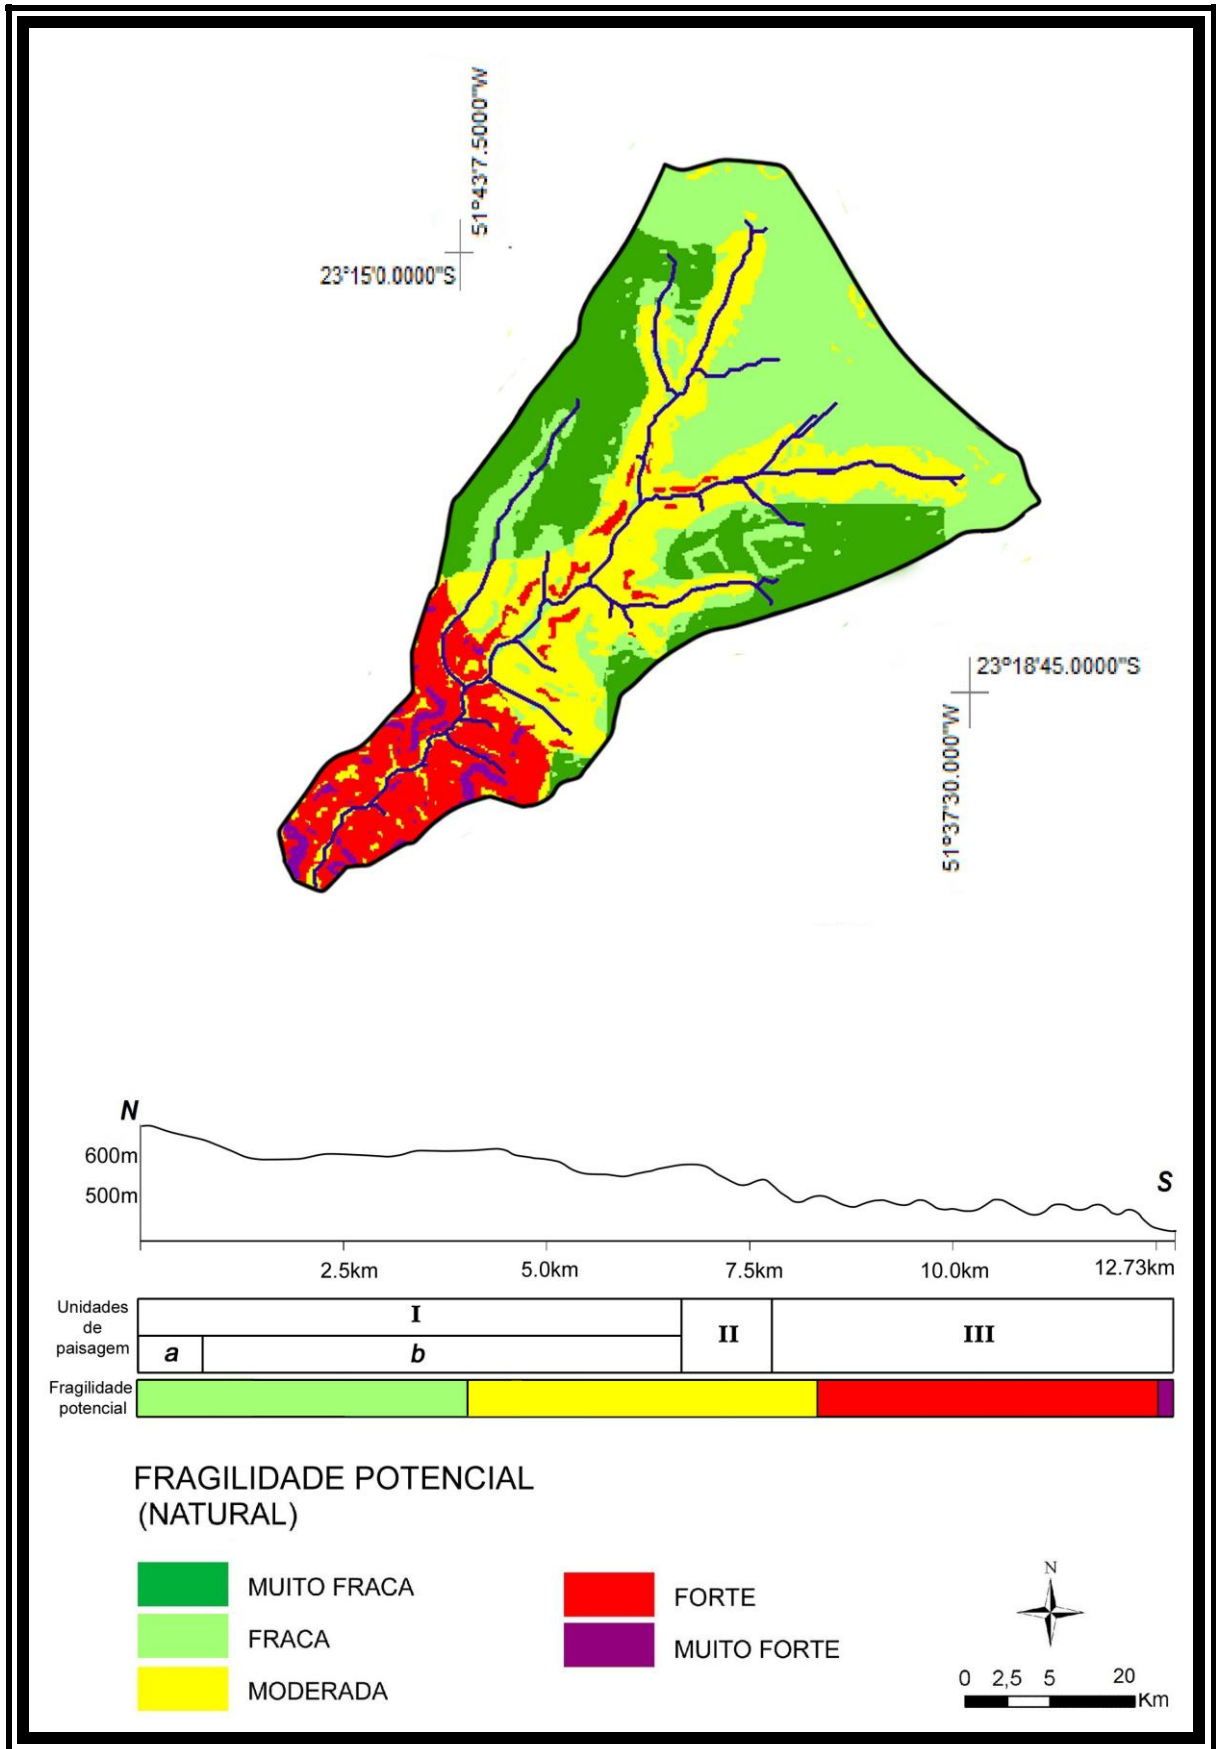 51°43'7.5000"W
23°15'0.0000"S
23°18'45.0000"S
51°37'30.000"W
N
600m
500m
S
2.5km 5.0km 7.5km 10.0km 12.73km
Unidades
de
paisagem
I
II
III
a
b
Fragilidade
potencial
FRAGILIDADE POTENCIAL
(NATURAL)
MUITO FRACA
FRACA
MODERADA
FORTE
MUITO FORTE
N
0 2,5 5 20
Km